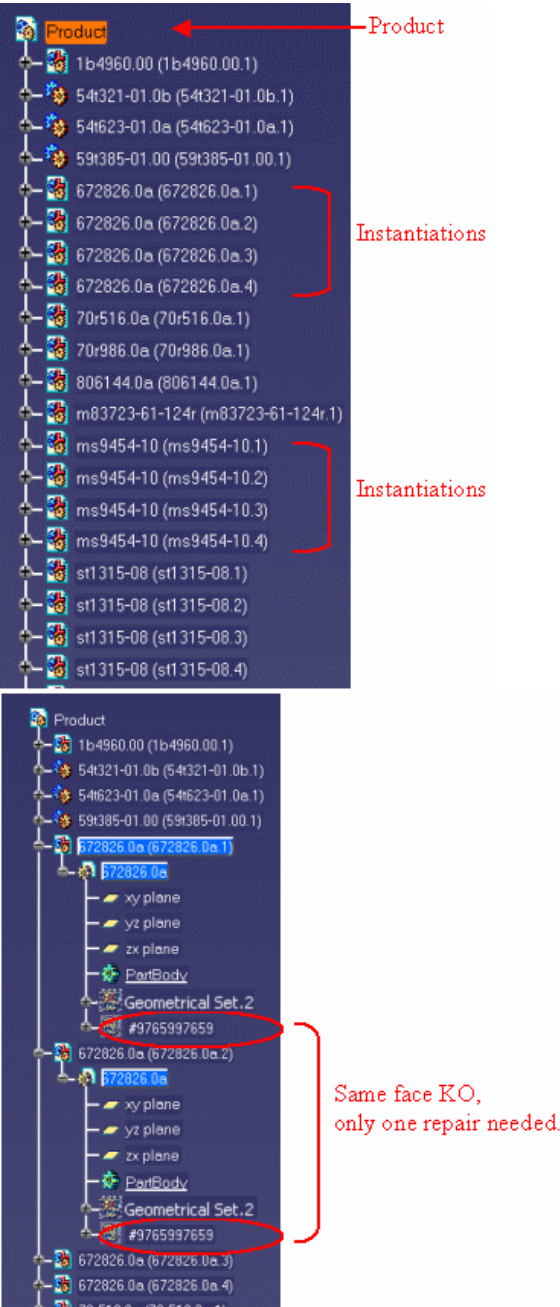 Product
Product
1b4960.00 (1b4960.00.1)
54t321-01.0b (54t321-01.0b.1)
54t623-01.0a (54t623-01.0a.1)
59t385-01.00 (59t385-01.00.1)
672826.0a (672826.0a.1)
672826.0a (672826.0a.2)
Instantiations
672826.0a (672826.0a.3)
672826.0a (672826.0a.4)
70r516.0a (70r516.0a.1)
70r986.0a (70r986.0a.1)
806144.0a (806144.0a.1)
m83723-61-124r (m83723-61-124r.1)
ms9454-10 (ms9454-10.1)
ms9454-10 (ms9454-10.2)
Instantiations
ms9454-10 (ms9454-10.3)
ms9454-10 (ms9454-10.4)
st1315-08 (st1315-08.1)
st1315-08 (st1315-08.2)
st1315-08 (st1315-08.3)
st1315-08 (st1315-08.4)
Product
1b4960.00 (1b4960.00.1)
54t321-01.0b (54t321-01.0b.1)
54t623-01.0a (54t623-01.0a.1)
59t385-01.00 (59t385-01.00.1)
672826.0a (672826.0a.1)
672826.0a
xy plane
yz plane
zx plane
PartBody
Geometrical Set.2
#9765997659
672826.0a (672826.0a.2)
672826.0a
Same face KO,
only one repair needed.
xy plane
yz plane
zx plane
PartBody
Geometrical Set.2
#9765997659
672826.0a (672826.0a.3)
672826.0a (672826.0a.4)